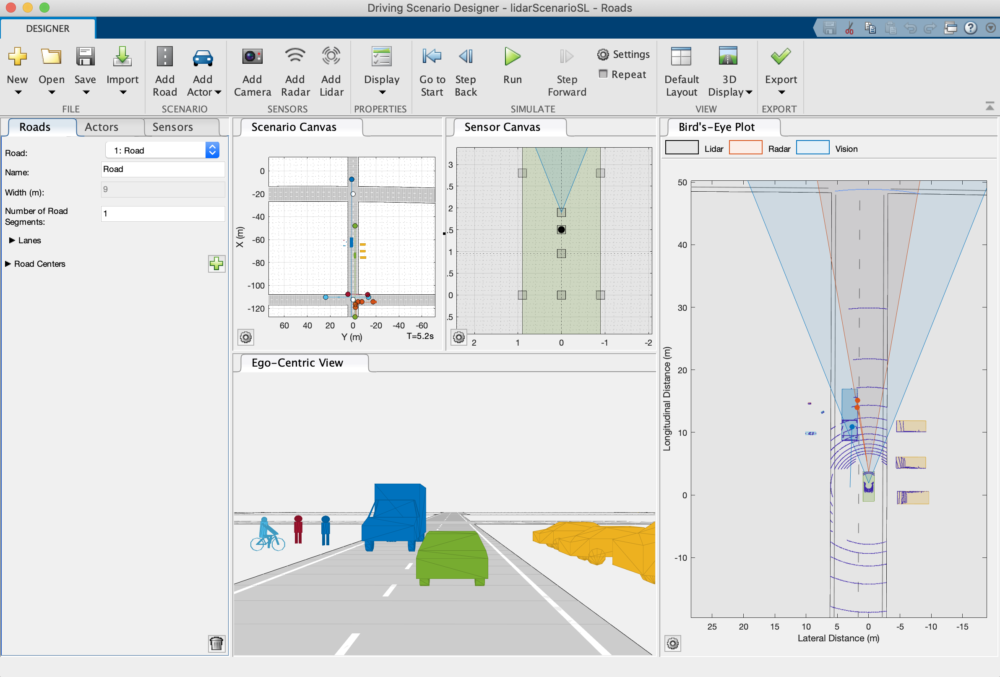 Driving Scenario Designer - lidarScenarioSL - Roads
DESIGNER
New
Open
Save
Import
Add Road
Add Actor
Add Camera
Add Radar
Add Lidar
Display
Go to Start
Step Back
Run
Step Forward
Settings
Repeat
Default Layout
3D Display
Export
FILE
SCENARIO
SENSORS
PROPERTIES
SIMULATE
VIEW
EXPORT
Roads
Actors
Sensors
Road:
1: Road
Name:
Road
Width (m):
9
Number of Road
Segments:
1
Lanes
Road Centers
Scenario Canvas
0
-20
-40
-60
-80
-100
-120
X (m)
60 40 20 0 -20 -40 -60
Y (m)
T=5.2s
Sensor Canvas
3
.5
2
.5
1
.5
0
.5
2 1 0 -1 -2
Ego-Centric View
Bird's-Eye Plot
Lidar
Radar
Vision
50
40
30
20
10
0
-10
Longitudinal Distance (m)
25 20 15 10 5 0 -5 -10 -15
Lateral Distance (m)